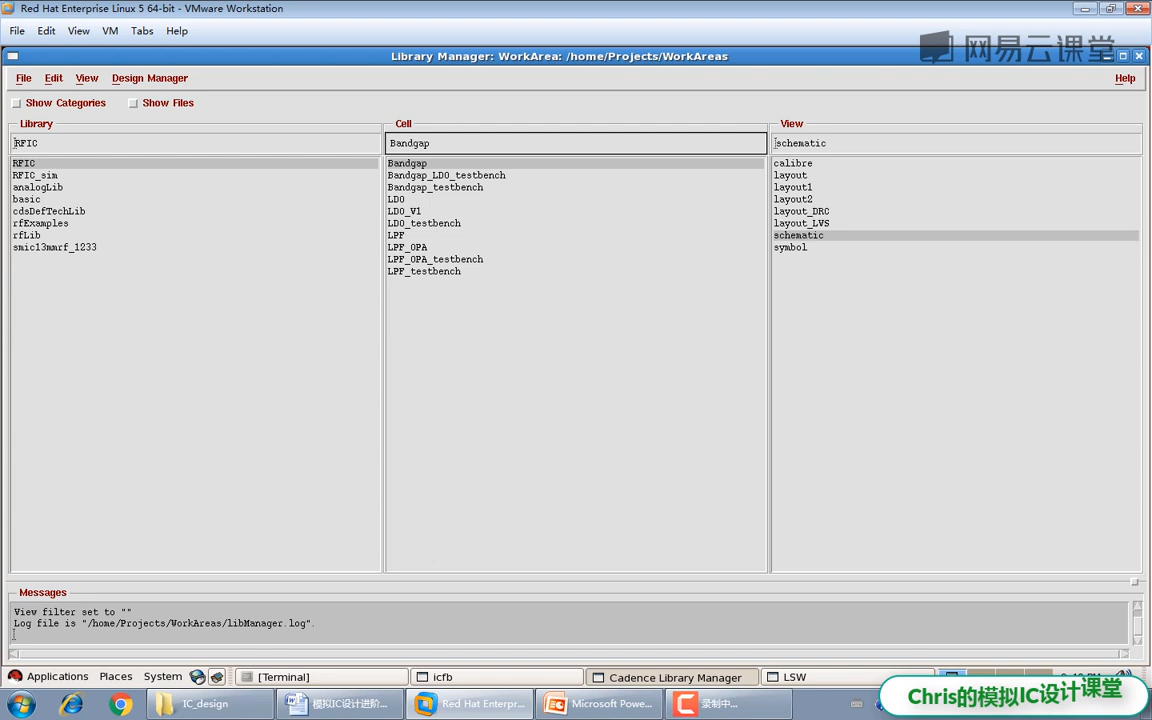 Red Hat Enterprise Linux 5 64-bit - VMware Workstation
File Edit View VM Tabs Help
网易云课堂
Library Manager: WorkArea: /home/Projects/WorkAreas
File Edit View Design Manager Help
Show Categories Show Files
Library Cell View
RFIC Bandgap schematic
RFIC Bandgap calibre
RFIC_sim Bandgap_LDO_testbench layout
analogLib Bandgap_testbench layout1
basic LDO layout2
cdsDefTechLib LDO_V1 layout_DRC
rfExamples LDO_testbench layout_LVS
rfLib LPF schematic
smic13mmrf_1233 LPF_OPA symbol
LPF_OPA_testbench
LPF_testbench
Messages
View filter set to ""
Log file is "/home/Projects/WorkAreas/libManager.log".
Applications Places System [Terminal] icfb Cadence Library Manager LSW
IC_design 模拟IC设计进阶... Red Hat Enterpr... Microsoft Powe... 录制中...
Chris的模拟IC设计课堂